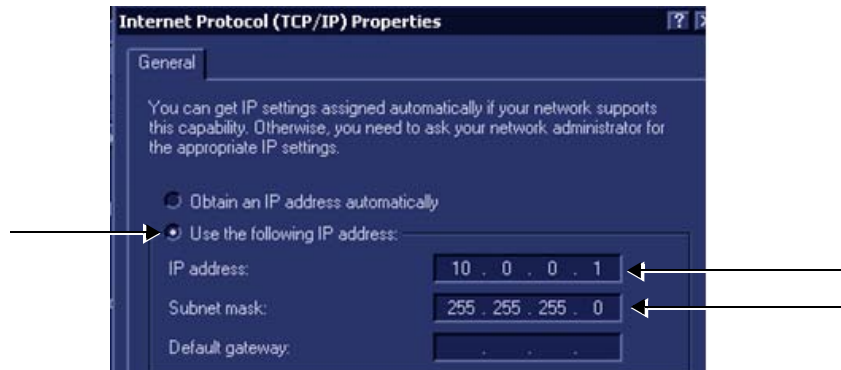 Internet Protocol (TCP/IP) Properties
General
You can get IP settings assigned automatically if your network supports
this capability. Otherwise, you need to ask your network administrator for
the appropriate IP settings.
Obtain an IP address automatically
Use the following IP address:
IP address: 10 . 0 . 0 . 1
Subnet mask: 255 . 255 . 255 . 0
Default gateway: . . .